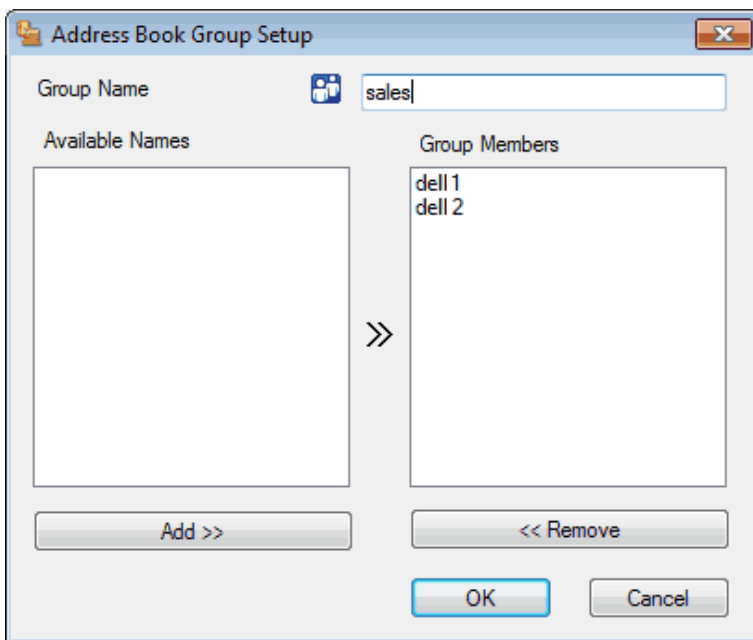 Address Book Group Setup
Group Name
sales
Available Names
Group Members
dell 1
dell 2
Add >>
<< Remove
OK
Cancel